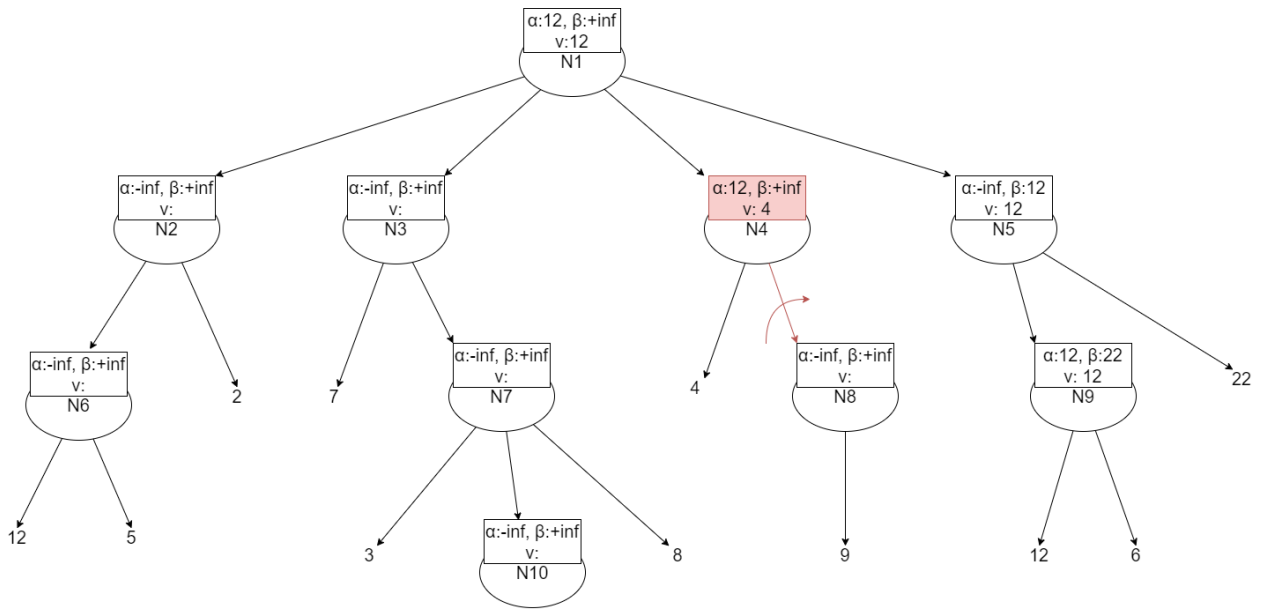 α:12, β:+inf
v:12
N1
α:-inf, β:+inf
v:
N2
α:-inf, β:+inf
v:
N3
α:12, β:+inf
v: 4
N4
α:-inf, β:12
v: 12
N5
α:-inf, β:+inf
v:
N6
2
7
α:-inf, β:+inf
v:
N7
4
α:-inf, β:+inf
v:
N8
α:12, β:22
v: 12
N9
22
12
5
3
α:-inf, β:+inf
v:
N10
8
9
12
6